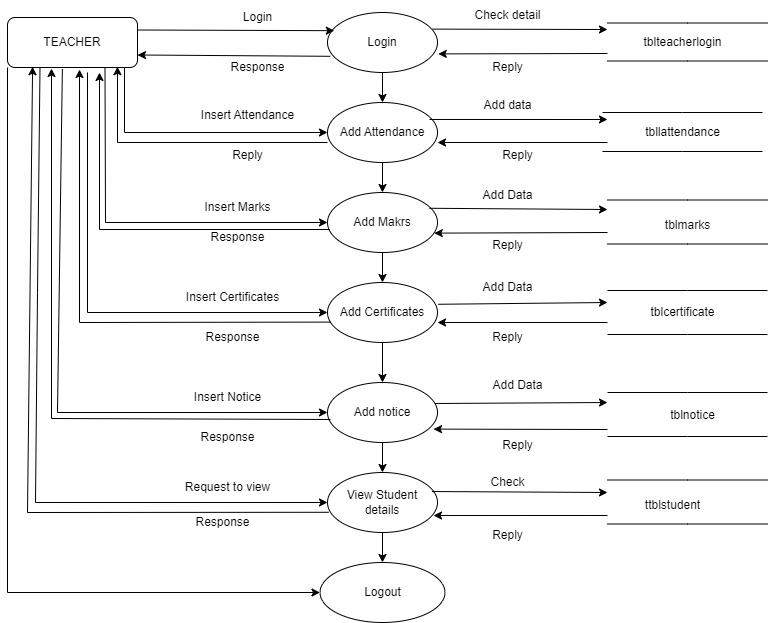 Login
Check detail
TEACHER
Login
tblteacherlogin
Response
Reply
Insert Attendance
Add data
Add Attendance
tbllattendance
Reply
Reply
Insert Marks
Add Data
Add Makrs
tblmarks
Response
Reply
Insert Certificates
Add Data
Add Certificates
tblcertificate
Response
Reply
Insert Notice
Add Data
Add notice
tblnotice
Response
Reply
Request to view
Check
View Student
details
ttblstudent
Response
Reply
Logout